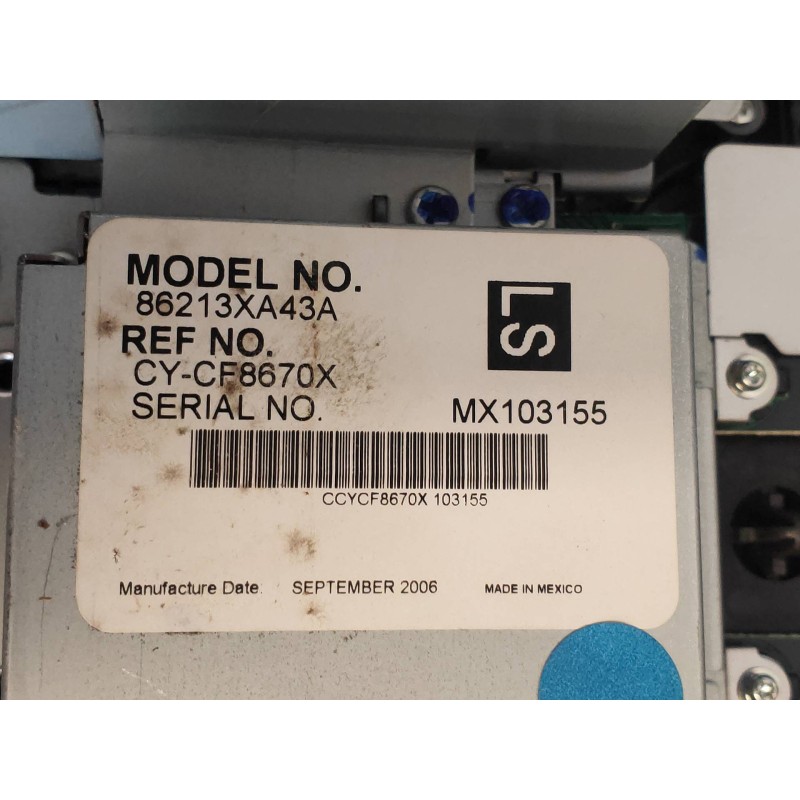 MODEL NO.
86213XA43A
REF NO.
CY-CF8670X
SERIAL NO. MX103155
LS
CCYCF8670X 103155
Manufacture Date: SEPTEMBER 2006 MADE IN MEXICO